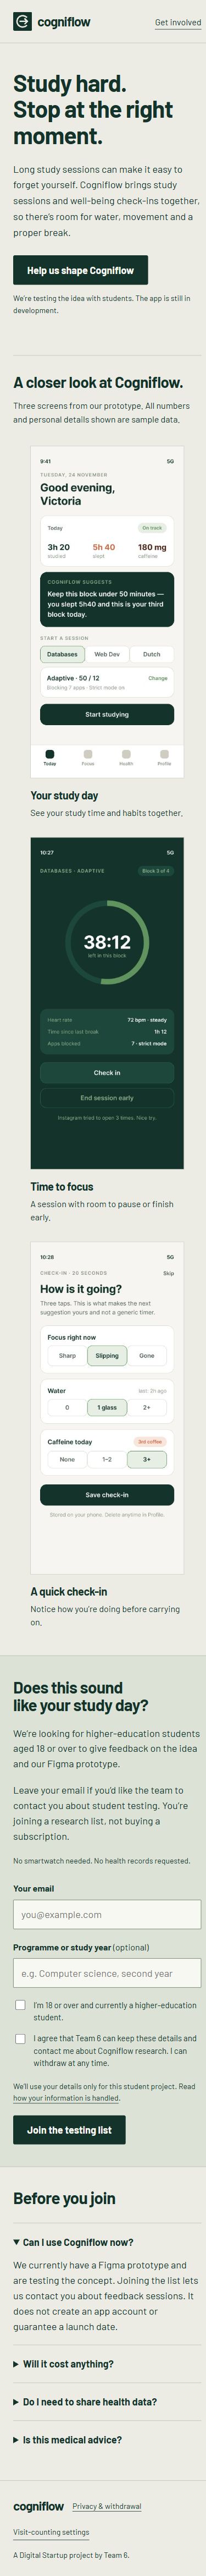 cogniflow
Get involved
Study hard.
Stop at the right
moment.
Long study sessions can make it easy to
forget yourself. Cogniflow brings study
sessions and well-being check-ins together,
so there's room for water, movement and a
proper break.
Help us shape Cogniflow
We're testing the idea with students. The app is still in
development.
A closer look at Cogniflow.
Three screens from our prototype. All numbers
and personal details shown are sample data.
9:41 5G
TUESDAY, 24 NOVEMBER
Good evening,
Victoria
Today On track
3h 20 5h 40 180 mg
studied slept caffeine
COGNIFLOW SUGGESTS
Keep this block under 50 minutes —
you slept 5h40 and this is your third
block today.
START A SESSION
Databases Web Dev Dutch
Adaptive · 50 / 12 Change
Blocking 7 apps · Strict mode on
Start studying
Today Focus Health Profile
Your study day
See your study time and habits together.
10:27 5G
DATABASES · ADAPTIVE Block 3 of 4
38:12
left in this block
Heart rate 72 bpm · steady
Time since last break 1h 12
Apps blocked 7 · strict mode
Check in
End session early
Instagram tried to open 3 times. Nice try.
Time to focus
A session with room to pause or finish
early.
10:28 5G
CHECK-IN · 20 SECONDS Skip
How is it going?
Three taps. This is what makes the next
suggestion yours and not a generic timer.
Focus right now
Sharp Slipping Gone
Water last: 2h ago
0 1 glass 2+
Caffeine today 3rd coffee
None 1–2 3+
Save check-in
Stored on your phone. Delete anytime in Profile.
A quick check-in
Notice how you're doing before carrying
on.
Does this sound
like your study day?
We're looking for higher-education students
aged 18 or over to give feedback on the idea
and our Figma prototype.
Leave your email if you'd like the team to
contact you about student testing. You're
joining a research list, not buying a
subscription.
No smartwatch needed. No health records requested.
Your email
you@example.com
Programme or study year (optional)
e.g. Computer science, second year
I'm 18 or over and currently a higher-education
student.
I agree that Team 6 can keep these details and
contact me about Cogniflow research. I can
withdraw at any time.
We'll use your details only for this student project. Read
how your information is handled.
Join the testing list
Before you join
Can I use Cogniflow now?
We currently have a Figma prototype and
are testing the concept. Joining the list lets
us contact you about feedback sessions. It
does not create an app account or
guarantee a launch date.
Will it cost anything?
Do I need to share health data?
Is this medical advice?
cogniflow Privacy & withdrawal
Visit-counting settings
A Digital Startup project by Team 6.